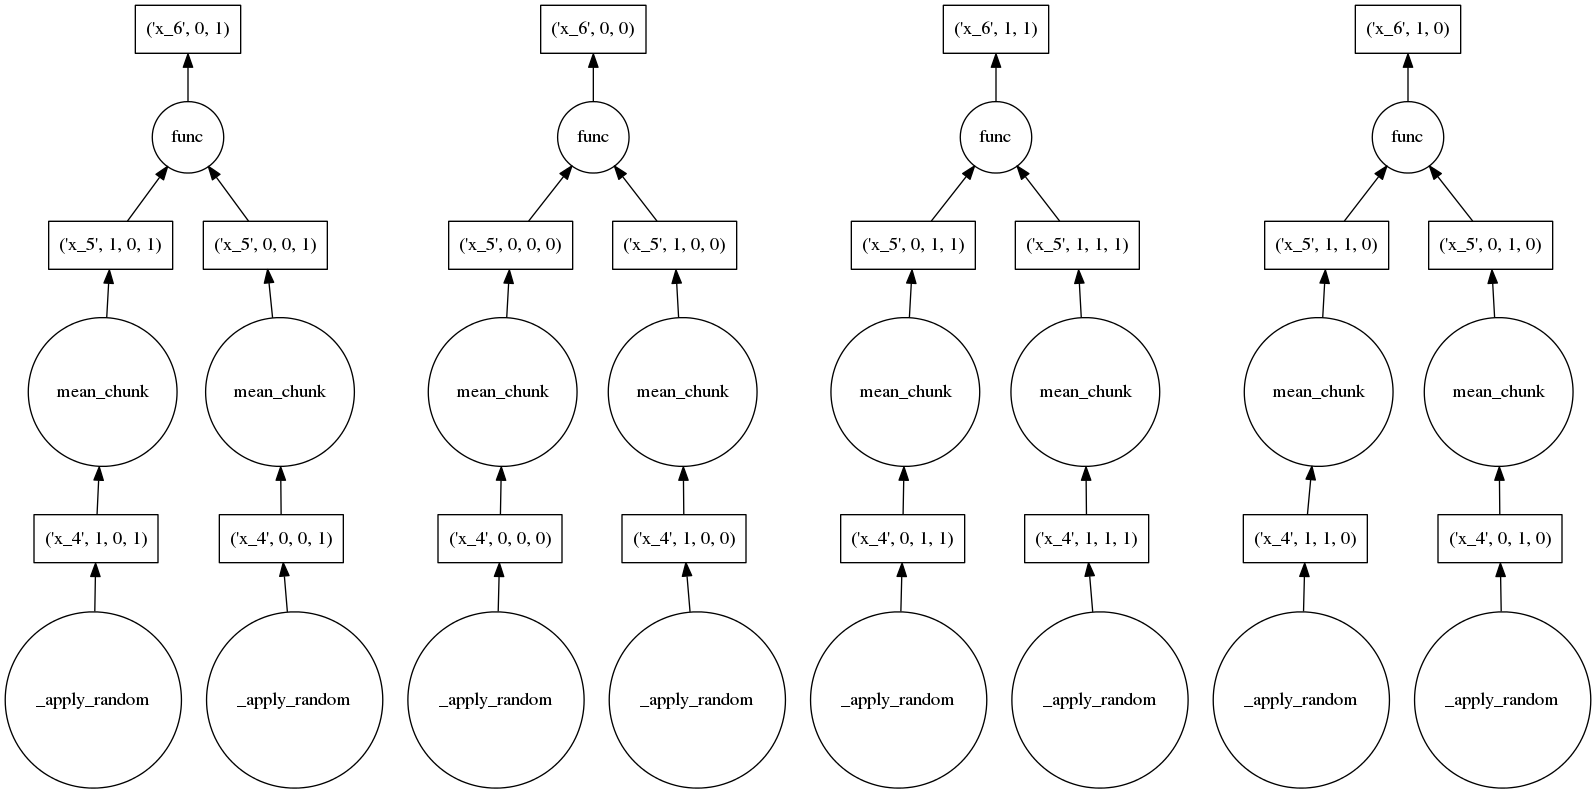 ('x_6', 0, 1)
('x_6', 0, 0)
('x_6', 1, 1)
('x_6', 1, 0)
func
func
func
func
('x_5', 1, 0, 1)
('x_5', 0, 0, 1)
('x_5', 0, 0, 0)
('x_5', 1, 0, 0)
('x_5', 0, 1, 1)
('x_5', 1, 1, 1)
('x_5', 1, 1, 0)
('x_5', 0, 1, 0)
mean_chunk
mean_chunk
mean_chunk
mean_chunk
mean_chunk
mean_chunk
mean_chunk
mean_chunk
('x_4', 1, 0, 1)
('x_4', 0, 0, 1)
('x_4', 0, 0, 0)
('x_4', 1, 0, 0)
('x_4', 0, 1, 1)
('x_4', 1, 1, 1)
('x_4', 1, 1, 0)
('x_4', 0, 1, 0)
_apply_random
_apply_random
_apply_random
_apply_random
_apply_random
_apply_random
_apply_random
_apply_random